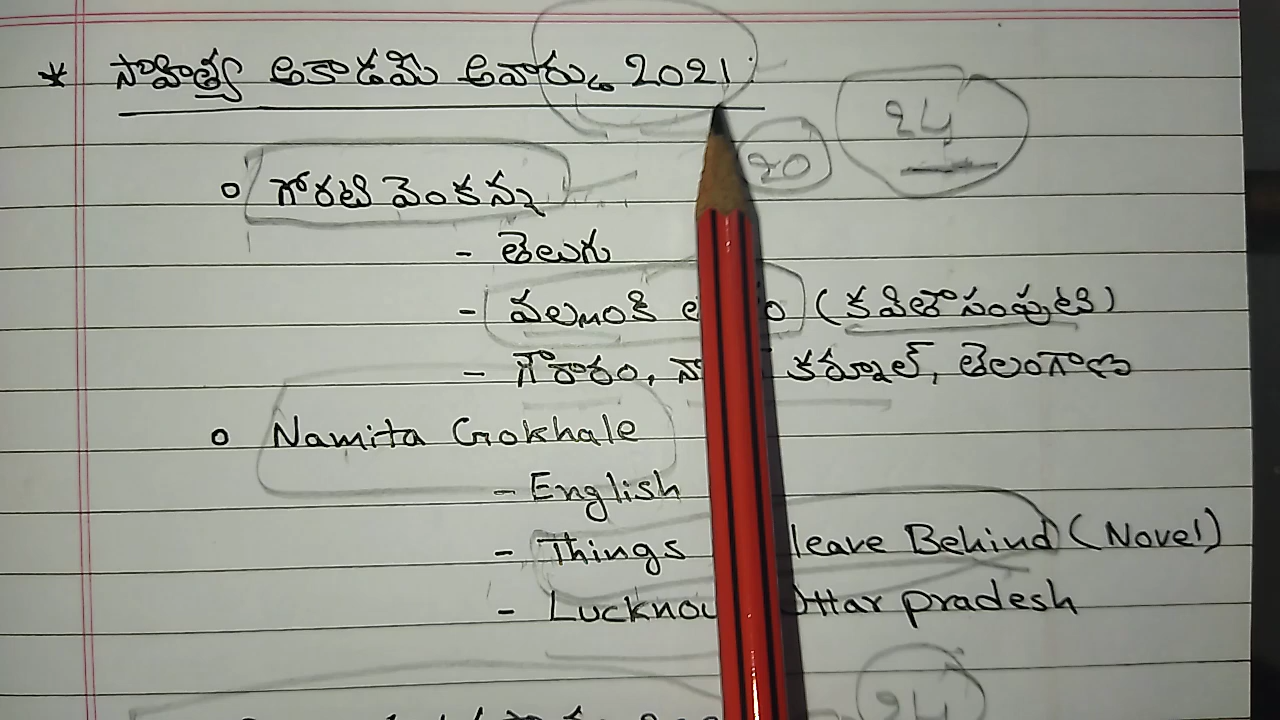 * సాహిత్య అకాడమీ అవార్డు 2021
24
20
○ గోరటి వెంకన్న
- తెలుగు
- వల్లంకి (కవితా సంపుటి)
- గౌరారం, కర్నూల్, తెలంగాణ
○ Namita Gokhale
- English
- Things leave Behind (Novel)
- Lucknow Uttar pradesh
24